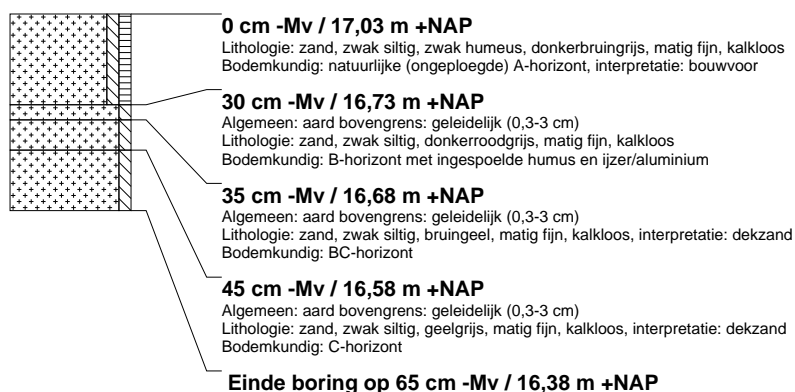 0 cm -Mv / 17,03 m +NAP
Lithologie: zand, zwak siltig, zwak humeus, donkerbruingrijs, matig fijn, kalkloos
Bodemkundig: natuurlijke (ongeploegde) A-horizont, interpretatie: bouwvoor
30 cm -Mv / 16,73 m +NAP
Algemeen: aard bovengrens: geleidelijk (0,3-3 cm)
Lithologie: zand, zwak siltig, donkerroodgrijs, matig fijn, kalkloos
Bodemkundig: B-horizont met ingespoelde humus en ijzer/aluminium
35 cm -Mv / 16,68 m +NAP
Algemeen: aard bovengrens: geleidelijk (0,3-3 cm)
Lithologie: zand, zwak siltig, bruingeel, matig fijn, kalkloos, interpretatie: dekzand
Bodemkundig: BC-horizont
45 cm -Mv / 16,58 m +NAP
Algemeen: aard bovengrens: geleidelijk (0,3-3 cm)
Lithologie: zand, zwak siltig, geelgrijs, matig fijn, kalkloos, interpretatie: dekzand
Bodemkundig: C-horizont
Einde boring op 65 cm -Mv / 16,38 m +NAP